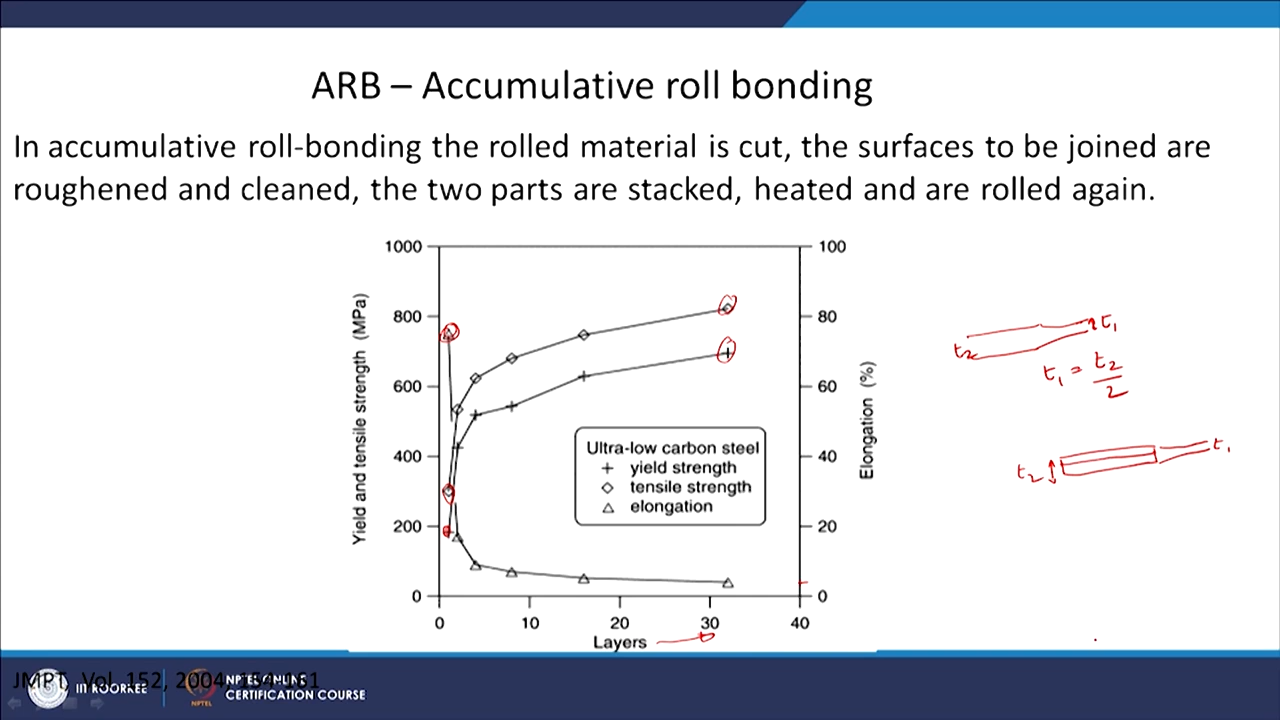 ARB – Accumulative roll bonding
In accumulative roll-bonding the rolled material is cut, the surfaces to be joined are
roughened and cleaned, the two parts are stacked, heated and are rolled again.
1000
800
600
400
200
0
Yield and tensile strength (MPa)
100
80
60
40
20
0
Elongation (%)
Ultra-low carbon steel
yield strength
tensile strength
elongation
0 10 20 30 40
Layers
t₁
t₂
t₁ = t₂/2
t₂
t₁
JMPT, Vol. 152, 2004,
IIT ROORKEE
NPTEL ONLINE
CERTIFICATION COURSE
NPTEL